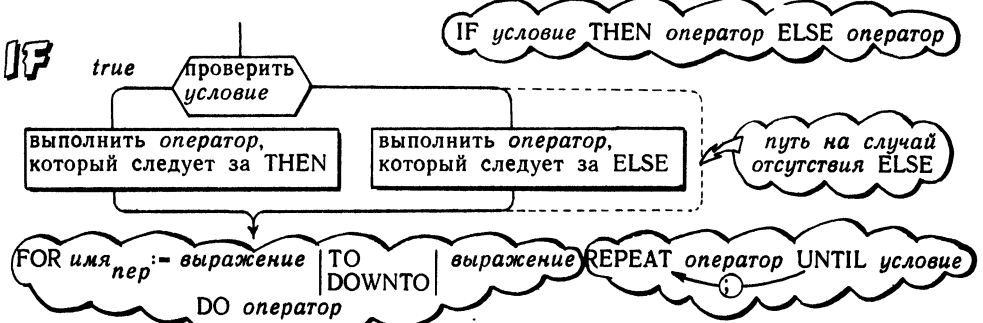 IF условие THEN оператор ELSE оператор
IF
true
проверить
условие
выполнить оператор,
который следует за THEN
выполнить оператор,
который следует за ELSE
путь на случай
отсутствия ELSE
FOR имяпер:= выражение |TO| выражение
|DOWNTO|
DO оператор
REPEAT оператор UNTIL условие
;